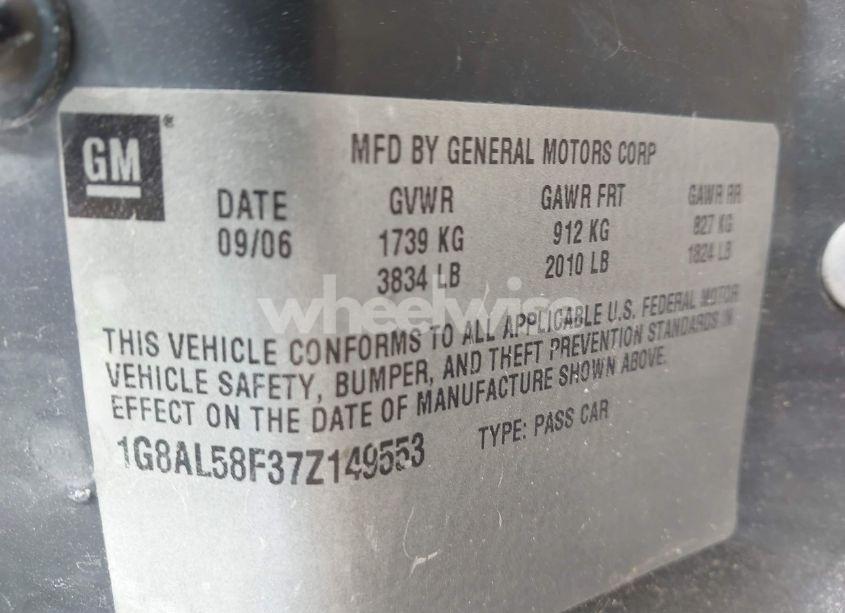 GM®
MFD BY GENERAL MOTORS CORP
DATE GVWR GAWR FRT GAWR RR
09/06 1739 KG 912 KG 827 KG
3834 LB 2010 LB 1824 LB
wheelwise
THIS VEHICLE CONFORMS TO ALL APPLICABLE U.S. FEDERAL MOTOR
VEHICLE SAFETY, BUMPER, AND THEFT PREVENTION STANDARDS IN
EFFECT ON THE DATE OF MANUFACTURE SHOWN ABOVE.
1G8AL58F37Z149553 TYPE: PASS CAR